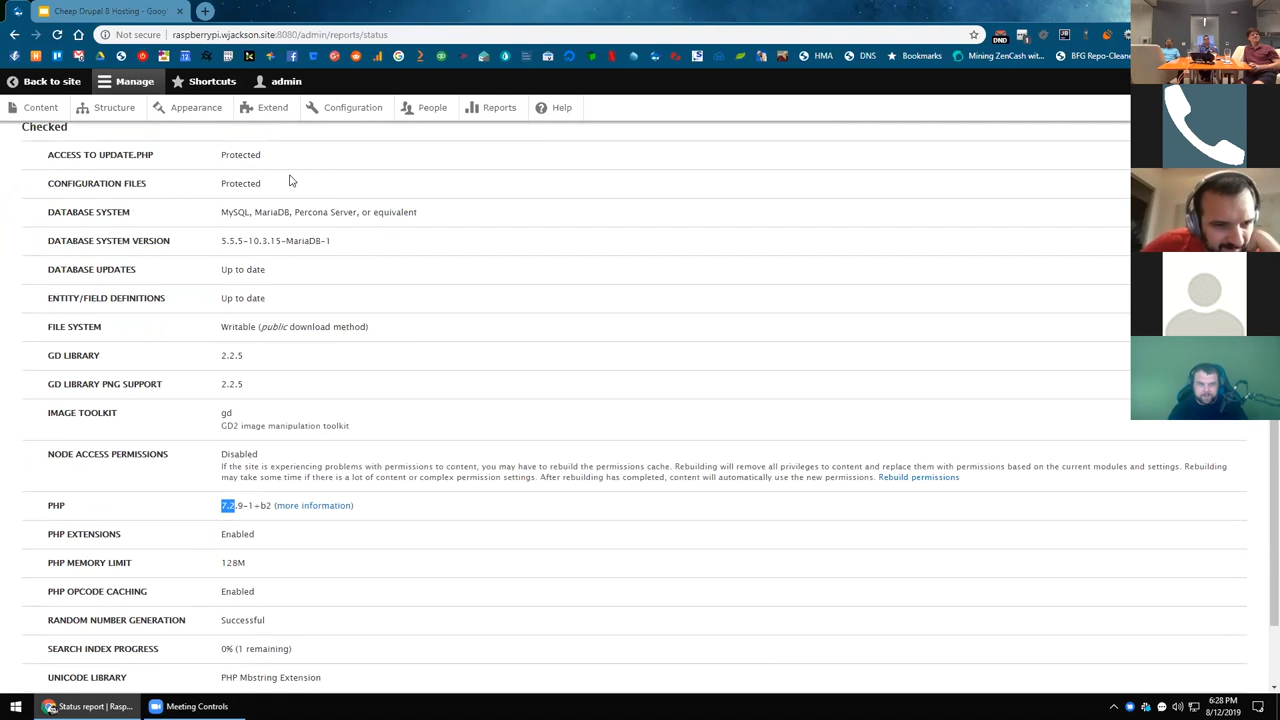 Cheap Drupal 8 Hosting - Googl
Not secure | raspberrypi.wjackson.site:8080/admin/reports/status
DND
12
HMA
DNS
Bookmarks
Mining ZenCash wit...
BFG Repo-Cleane
Back to site
Manage
Shortcuts
admin
Content
Structure
Appearance
Extend
Configuration
People
Reports
Help
Checked
ACCESS TO UPDATE.PHP Protected
CONFIGURATION FILES Protected
DATABASE SYSTEM MySQL, MariaDB, Percona Server, or equivalent
DATABASE SYSTEM VERSION 5.5.5-10.3.15-MariaDB-1
DATABASE UPDATES Up to date
ENTITY/FIELD DEFINITIONS Up to date
FILE SYSTEM Writable (public download method)
GD LIBRARY 2.2.5
GD LIBRARY PNG SUPPORT 2.2.5
IMAGE TOOLKIT gd
GD2 image manipulation toolkit
NODE ACCESS PERMISSIONS Disabled
If the site is experiencing problems with permissions to content, you may have to rebuild the permissions cache. Rebuilding will remove all privileges to content and replace them with permissions based on the current modules and settings. Rebuilding
may take some time if there is a lot of content or complex permission settings. After rebuilding has completed, content will automatically use the new permissions. Rebuild permissions
PHP 7.2.9-1+b2 (more information)
PHP EXTENSIONS Enabled
PHP MEMORY LIMIT 128M
PHP OPCODE CACHING Enabled
RANDOM NUMBER GENERATION Successful
SEARCH INDEX PROGRESS 0% (1 remaining)
UNICODE LIBRARY PHP Mbstring Extension
Status report | Rasp...
Meeting Controls
6:28 PM
8/12/2019